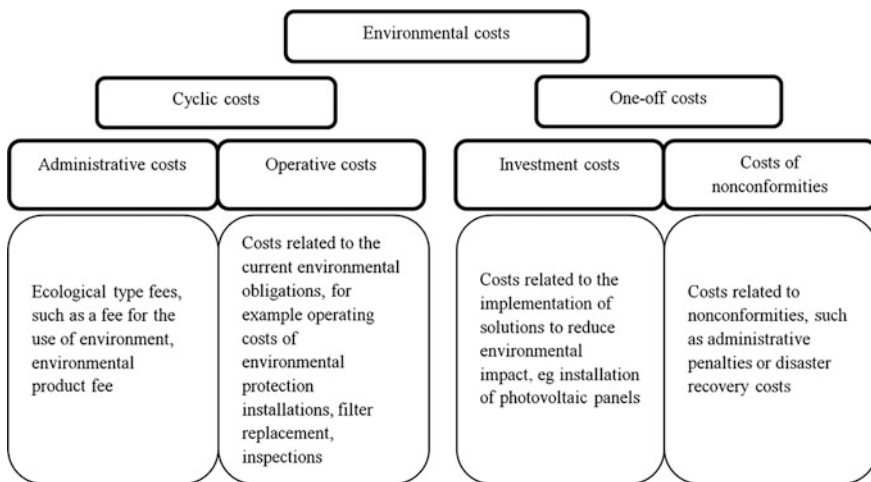 Environmental costs
Cyclic costs
One-off costs
Administrative costs
Operative costs
Investment costs
Costs of
nonconformities
Ecological type fees,
such as a fee for the
use of environment,
environmental
product fee
Costs related to the
current environmental
obligations, for
example operating
costs of
environmental
protection
installations, filter
replacement,
inspections
Costs related to the
implementation of
solutions to reduce
environmental
impact, eg installation
of photovoltaic panels
Costs related to
nonconformities, such
as administrative
penalties or disaster
recovery costs